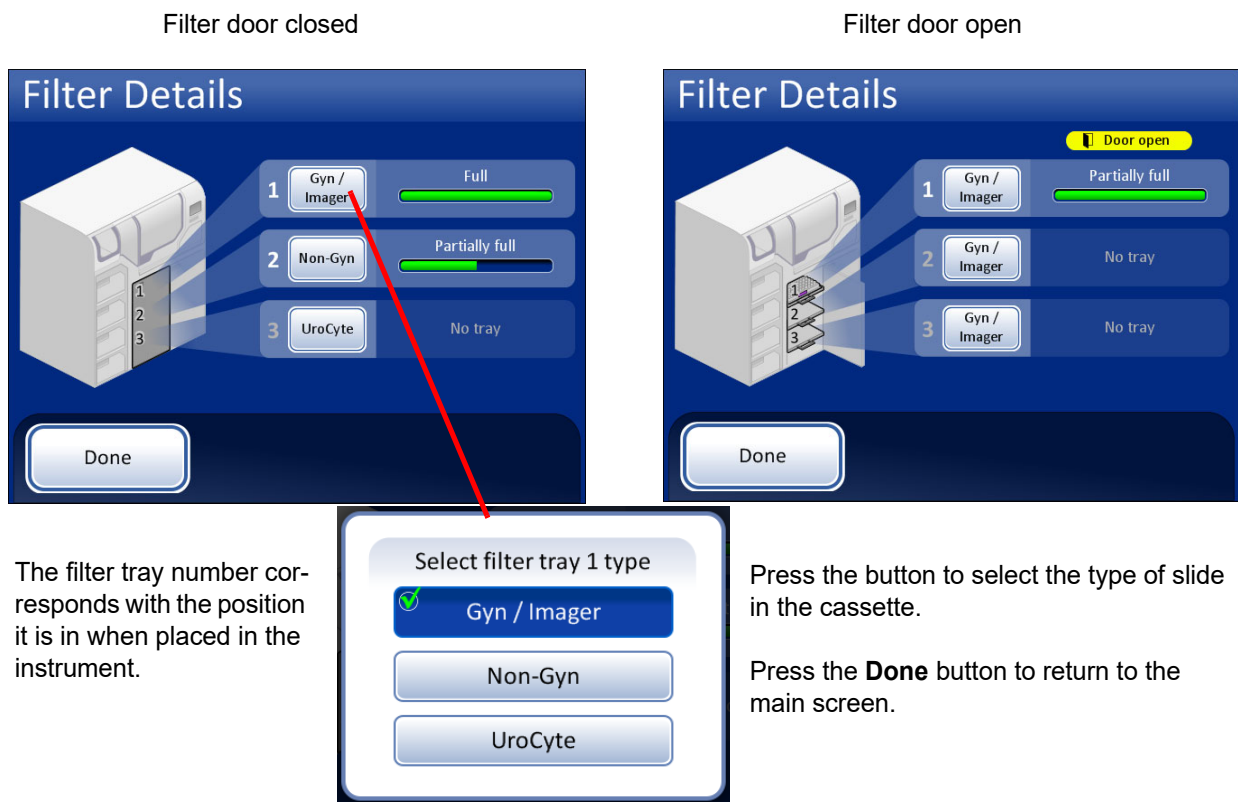 Filter door closed
Filter Details
1
Gyn /
Imager
Full
2
Non-Gyn
Partially full
3
UroCyte
No tray
1
2
3
Done
Filter door open
Filter Details
Door open
1
Gyn /
Imager
Partially full
2
Gyn /
Imager
No tray
3
Gyn /
Imager
No tray
1
2
3
Done
The filter tray number cor-
responds with the position
it is in when placed in the
instrument.
Select filter tray 1 type
Gyn / Imager
Non-Gyn
UroCyte
Press the button to select the type of slide
in the cassette.
Press the Done button to return to the
main screen.